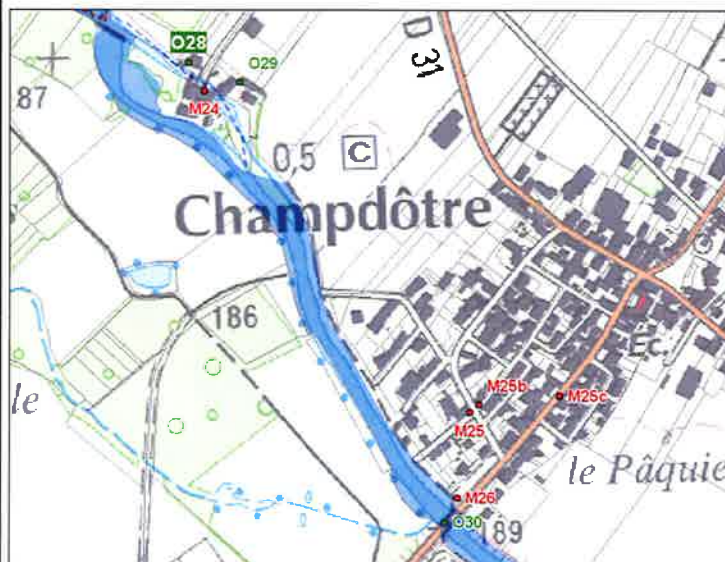 D 31
O28
O29
87
M24
0,5
C
Champdôtre
186
Éc.
le
M25b
M25c
M25
le Pâquie
M26
O30
189